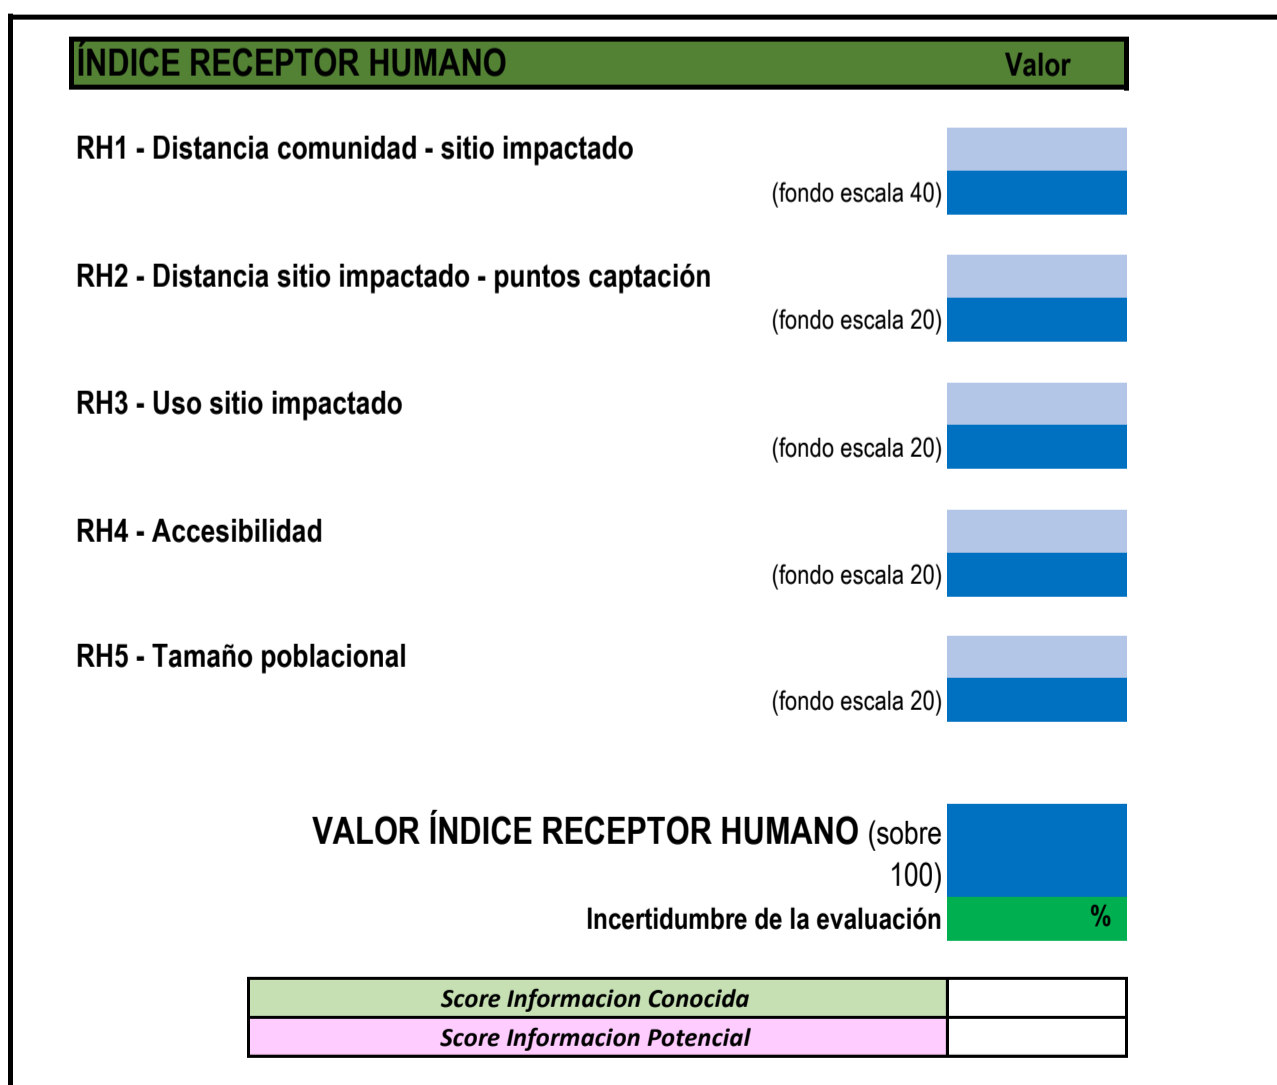 ÍNDICE RECEPTOR HUMANO Valor
RH1 - Distancia comunidad - sitio impactado
(fondo escala 40)
RH2 - Distancia sitio impactado - puntos captación
(fondo escala 20)
RH3 - Uso sitio impactado
(fondo escala 20)
RH4 - Accesibilidad
(fondo escala 20)
RH5 - Tamaño poblacional
(fondo escala 20)
VALOR ÍNDICE RECEPTOR HUMANO (sobre
100)
Incertidumbre de la evaluación %
Score Informacion Conocida
Score Informacion Potencial